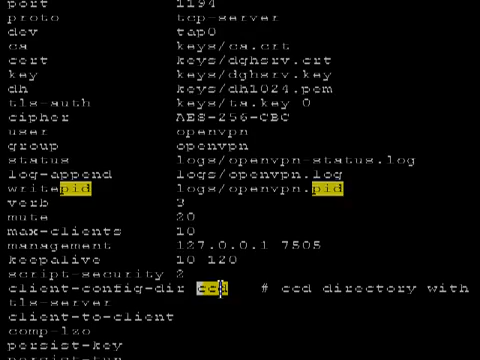 port 1194
proto tcp-server
dev tap0
ca keys/ca.crt
cert keys/dghsrv.crt
key keys/dghsrv.key
dh keys/dh1024.pem
tls-auth keys/ta.key 0
cipher AES-256-CBC
user openvpn
group openvpn
status logs/openvpn-status.log
log-append logs/openvpn.log
writepid logs/openvpn.pid
verb 3
mute 20
max-clients 10
management 127.0.0.1 7505
keepalive 10 120
script-security 2
client-config-dir ccd # ccd directory with
tls-server
client-to-client
comp-lzo
persist-key
persist-tun